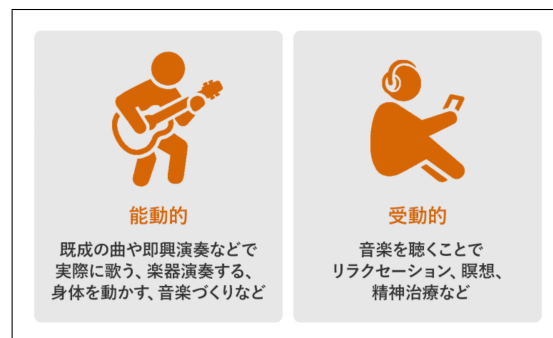 能動的
既成の曲や即興演奏などで
実際に歌う、楽器演奏する、
身体を動かす、音楽づくりなど
受動的
音楽を聴くことで
リラクセーション、瞑想、
精神治療など